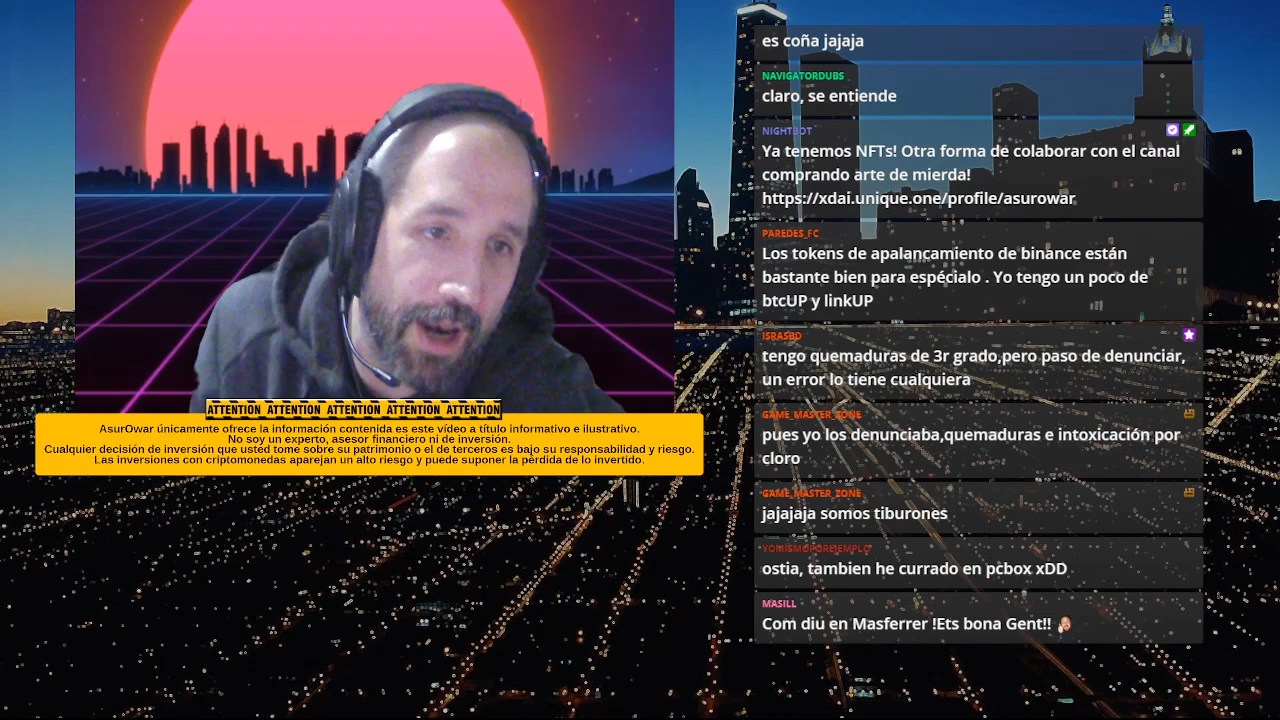 es coña jajaja
NAVIGATORDUBS
claro, se entiende
NIGHTBOT
Ya tenemos NFTs! Otra forma de colaborar con el canal
comprando arte de mierda!
https://xdai.unique.one/profile/asurowar
PAREDES_FC
Los tokens de apalancamiento de binance están
bastante bien para espécialo . Yo tengo un poco de
btcUP y linkUP
ISRASBD
tengo quemaduras de 3r grado,pero paso de denunciar,
un error lo tiene cualquiera
GAME_MASTER_ZONE
pues yo los denunciaba,quemaduras e intoxicación por
cloro
GAME_MASTER_ZONE
jajajaja somos tiburones
YOMISMOPOREJEMPLO
ostia, tambien he currado en pcbox xDD
MASILL
Com diu en Masferrer !Ets bona Gent!!
ATTENTION ATTENTION ATTENTION ATTENTION ATTENTION
AsurOwar únicamente ofrece la información contenida es este vídeo a título informativo e ilustrativo.
No soy un experto, asesor financiero ni de inversión.
Cualquier decisión de inversión que usted tome sobre su patrimonio o el de terceros es bajo su responsabilidad y riesgo.
Las inversiones con criptomonedas aparejan un alto riesgo y puede suponer la pérdida de lo invertido.